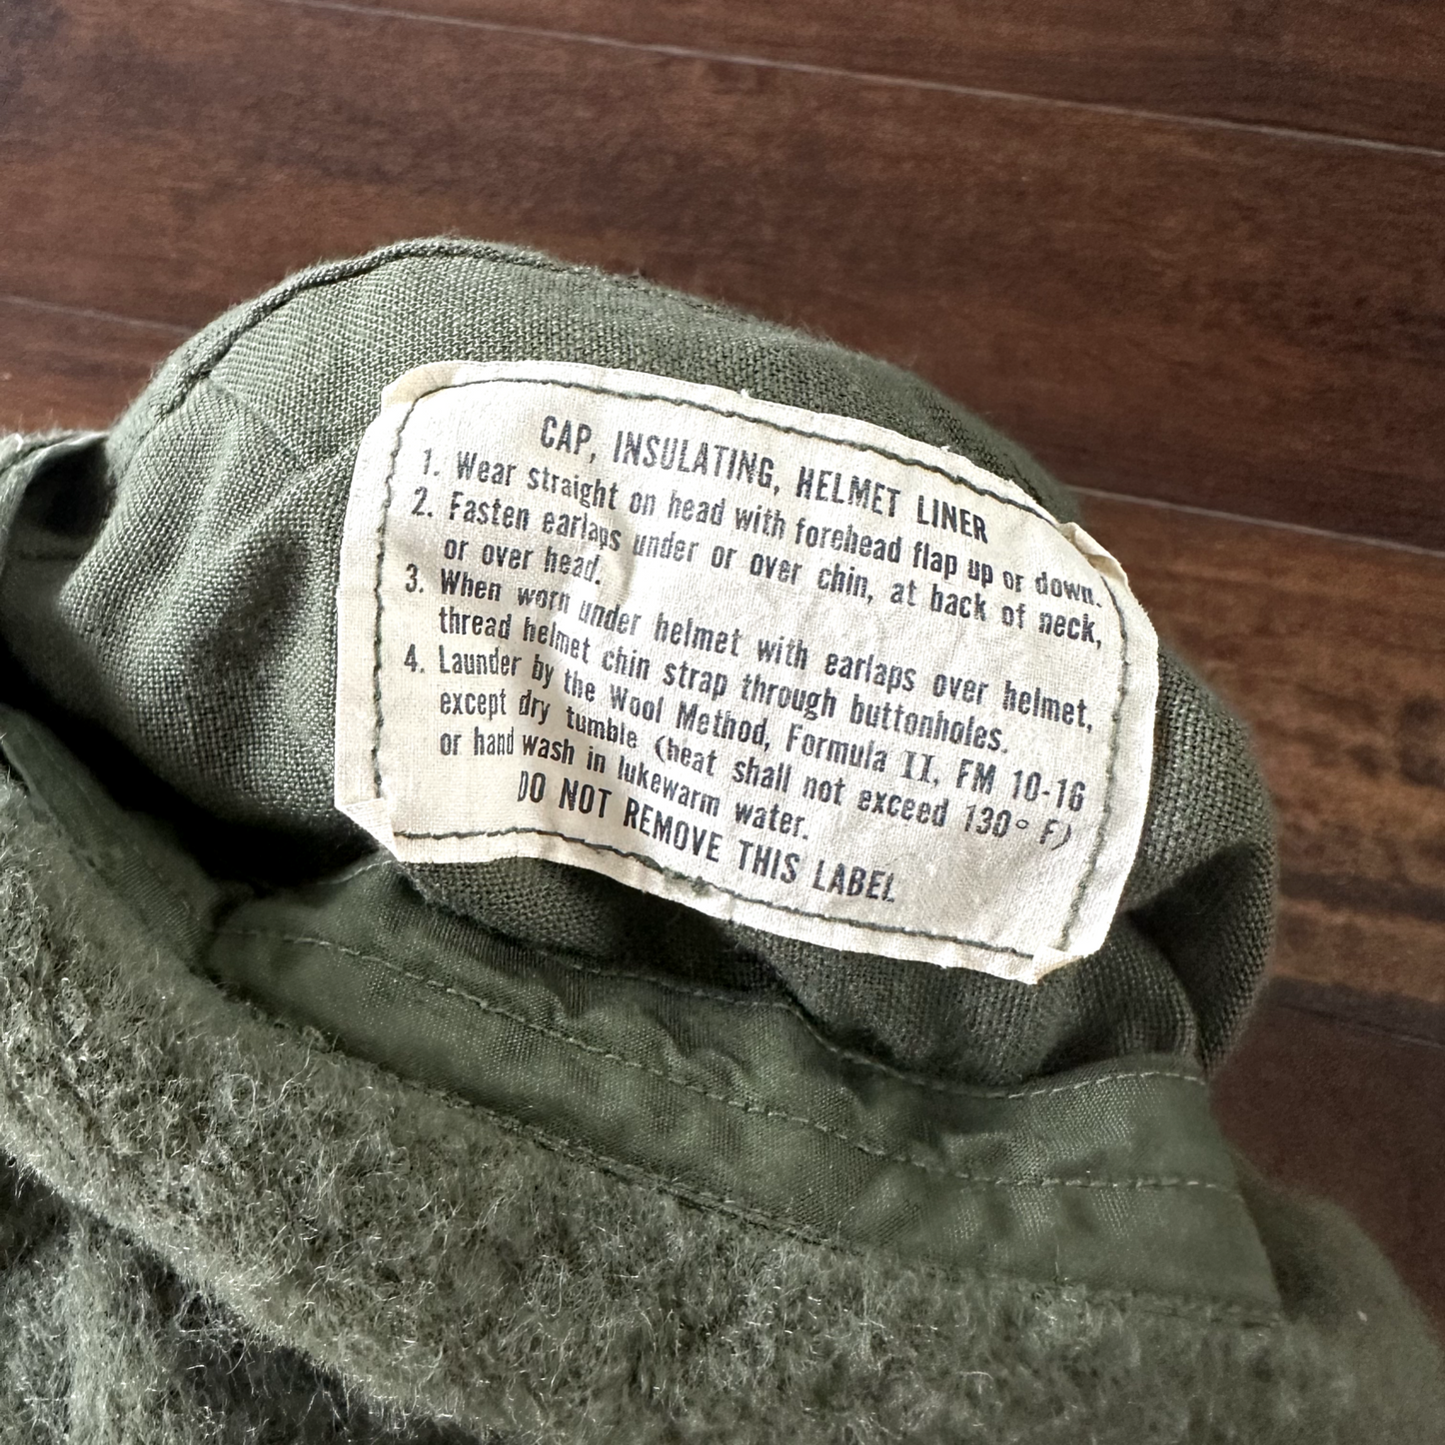 CAP, INSULATING, HELMET LINER
1. Wear straight on head with forehead flap up or down.
2. Fasten earlaps under or over chin, at back of neck,
or over head.
3. When worn under helmet with earlaps over helmet,
thread helmet chin strap through buttonholes.
4. Launder by the Wool Method, Formula II, FM 10-16
except dry tumble (heat shall not exceed 130° F)
or hand wash in lukewarm water.
DO NOT REMOVE THIS LABEL